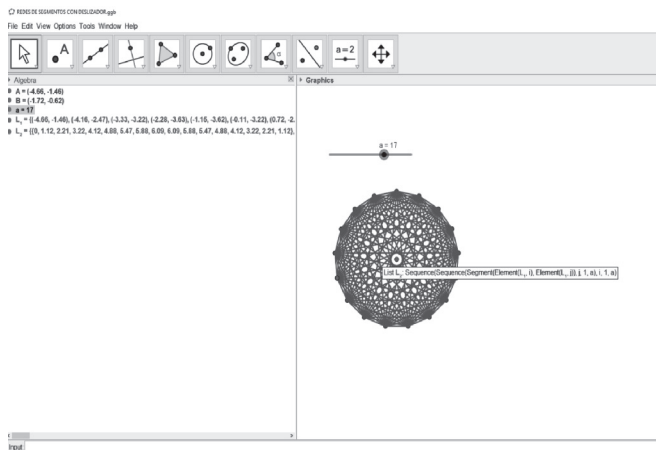 REDES DE SEGMENTOS CON DESLIZADOR.ggb
File Edit View Options Tools Window Help
A
α
a=2
Algebra
Graphics
A = (-4.66, -1.46)
B = (-1.72, -0.62)
a = 17
L₁ = {(-4.66, -1.46), (-4.16, -2.47), (-3.33, -3.22), (-2.28, -3.63), (-1.15, -3.62), (-0.11, -3.22), (0.72, -2.
L₂ = {{0, 1.12, 2.21, 3.22, 4.12, 4.88, 5.47, 5.88, 6.09, 6.09, 5.88, 5.47, 4.88, 4.12, 3.22, 2.21, 1.12},
a = 17
List L₂: Sequence(Sequence(Segment(Element(L₁, i), Element(L₁, j)), j, 1, a), i, 1, a)
Input